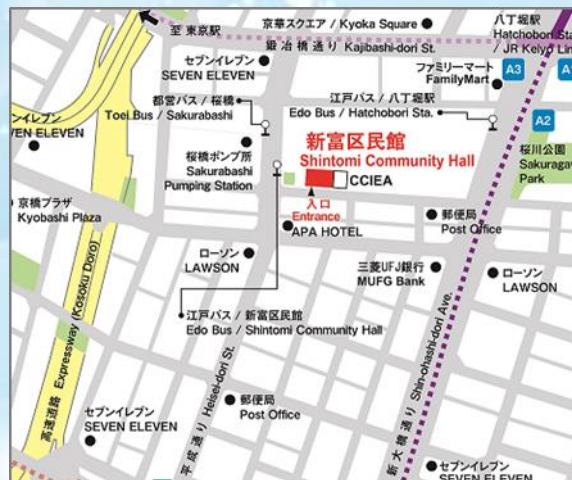 至 東京駅
京華スクエア / Kyoka Square
八丁堀駅
Hatchobori Sta.
/ JR Keiyo Lin
鍛冶橋通り Kajibashi-dori St.
セブンイレブン
SEVEN ELEVEN
ファミリーマート
FamilyMart
A3
A1
都営バス / 桜橋
Toei Bus / Sakurabashi
江戸バス / 八丁堀駅
Edo Bus / Hatchobori Sta.
A2
ンイレブン
VEN ELEVEN
新富区民館
Shintomi Community Hall
桜橋ポンプ所
Sakurabashi
Pumping Station
桜川公園
Sakuragaw
Park
CCIEA
入口
Entrance
京橋プラザ
Kyobashi Plaza
郵便局
Post Office
APA HOTEL
ローソン
LAWSON
三菱UFJ銀行
MUFG Bank
ローソン
LAWSON
江戸バス / 新富区民館
Edo Bus / Shintomi Community Hall
高速道路 Expressway (Kosoku Doro)
平成通り Heisei-dori St.
新大橋通り Shin-ohashi-dori Ave.
郵便局
Post Office
セブンイレブン
SEVEN ELEVEN
セブンイレブン
SEVEN ELEVEN